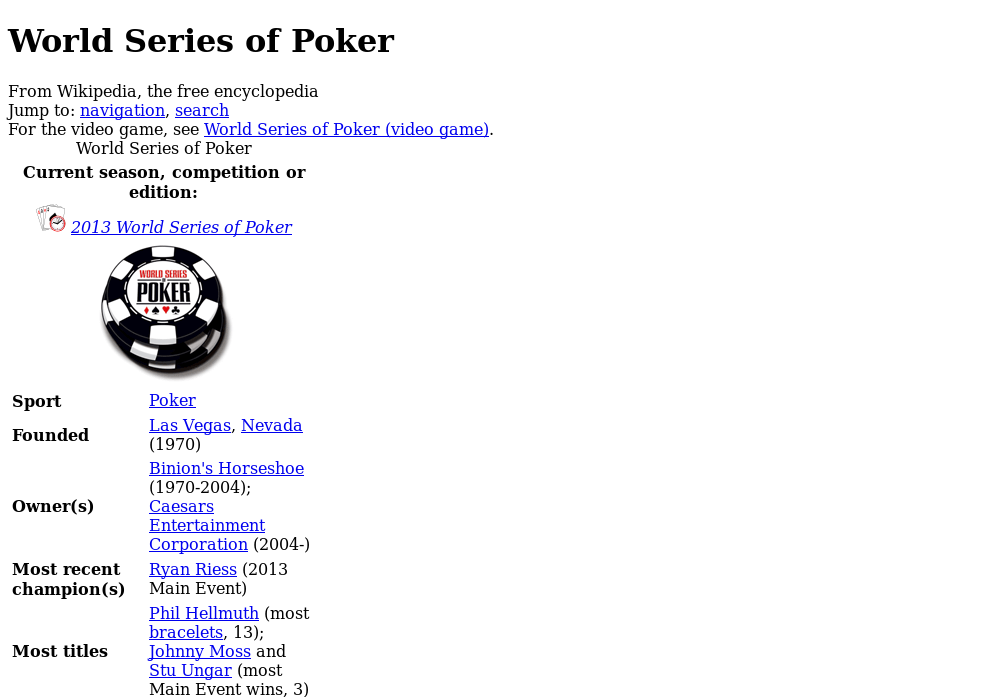 World Series of Poker
From Wikipedia, the free encyclopedia
Jump to: navigation, search
For the video game, see World Series of Poker (video game).
World Series of Poker
Current season, competition or
edition:
2013 World Series of Poker
WORLD SERIES
OF
POKER
Sport Poker
Founded Las Vegas, Nevada
(1970)
Owner(s) Binion's Horseshoe
(1970-2004);
Caesars
Entertainment
Corporation (2004-)
Most recent
champion(s) Ryan Riess (2013
Main Event)
Most titles Phil Hellmuth (most
bracelets, 13);
Johnny Moss and
Stu Ungar (most
Main Event wins, 3)